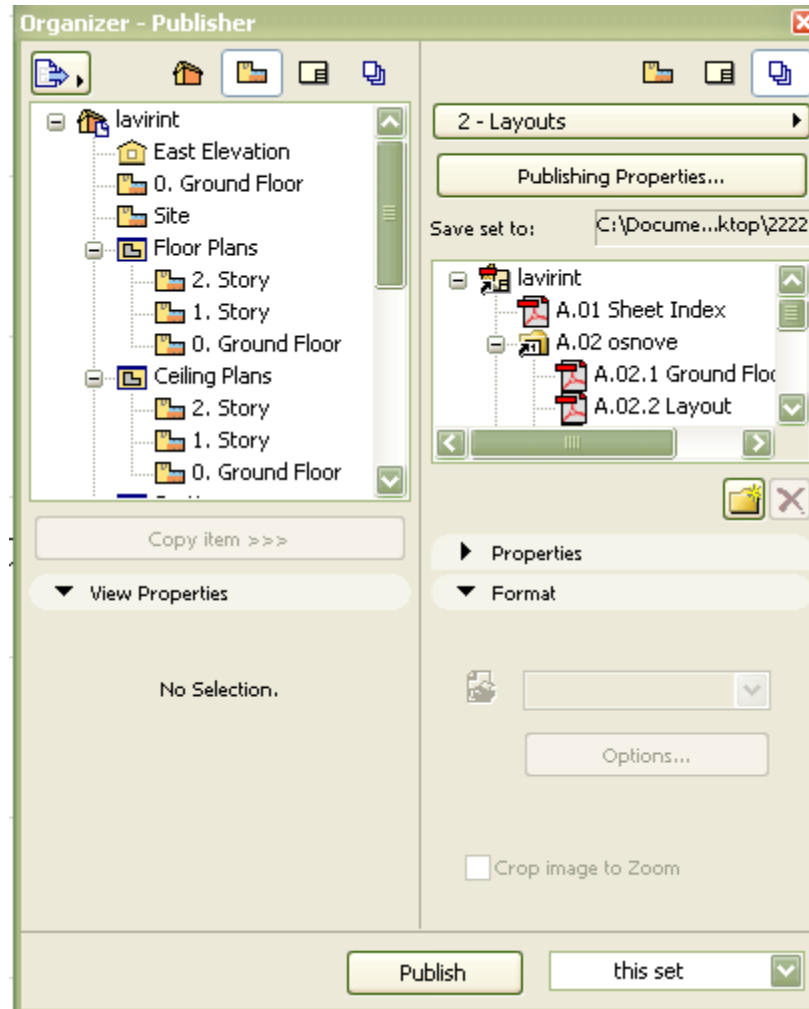 Organizer - Publisher
lavirint
East Elevation
0. Ground Floor
Site
Floor Plans
2. Story
1. Story
0. Ground Floor
Ceiling Plans
2. Story
1. Story
0. Ground Floor
Copy item >>>
View Properties
No Selection.
2 - Layouts
Publishing Properties...
Save set to: C:\Docume...ktop\2222
lavirint
A.01 Sheet Index
A.02 osnove
A.02.1 Ground Floo
A.02.2 Layout
Properties
Format
Options...
Crop image to Zoom
Publish
this set